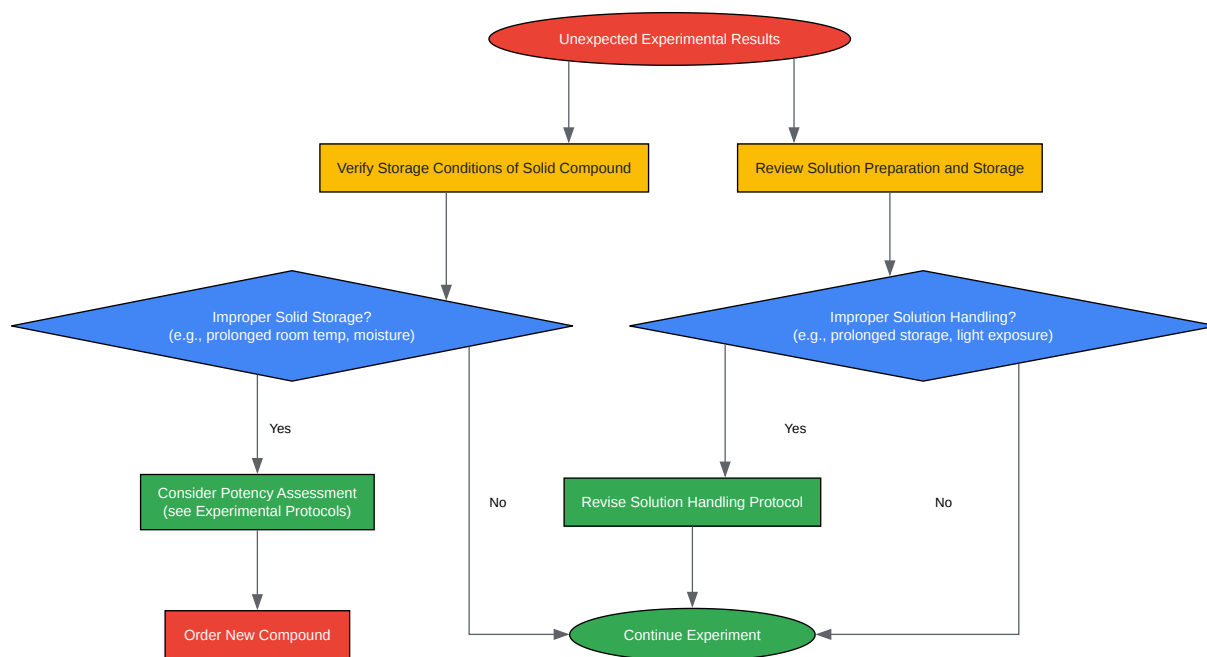 Unexpected Experimental Results
Verify Storage Conditions of Solid Compound
Review Solution Preparation and Storage
Improper Solid Storage?
(e.g., prolonged room temp, moisture)
Improper Solution Handling?
(e.g., prolonged storage, light exposure)
Yes
Yes
Consider Potency Assessment
(see Experimental Protocols)
No
Revise Solution Handling Protocol
No
Order New Compound
Continue Experiment